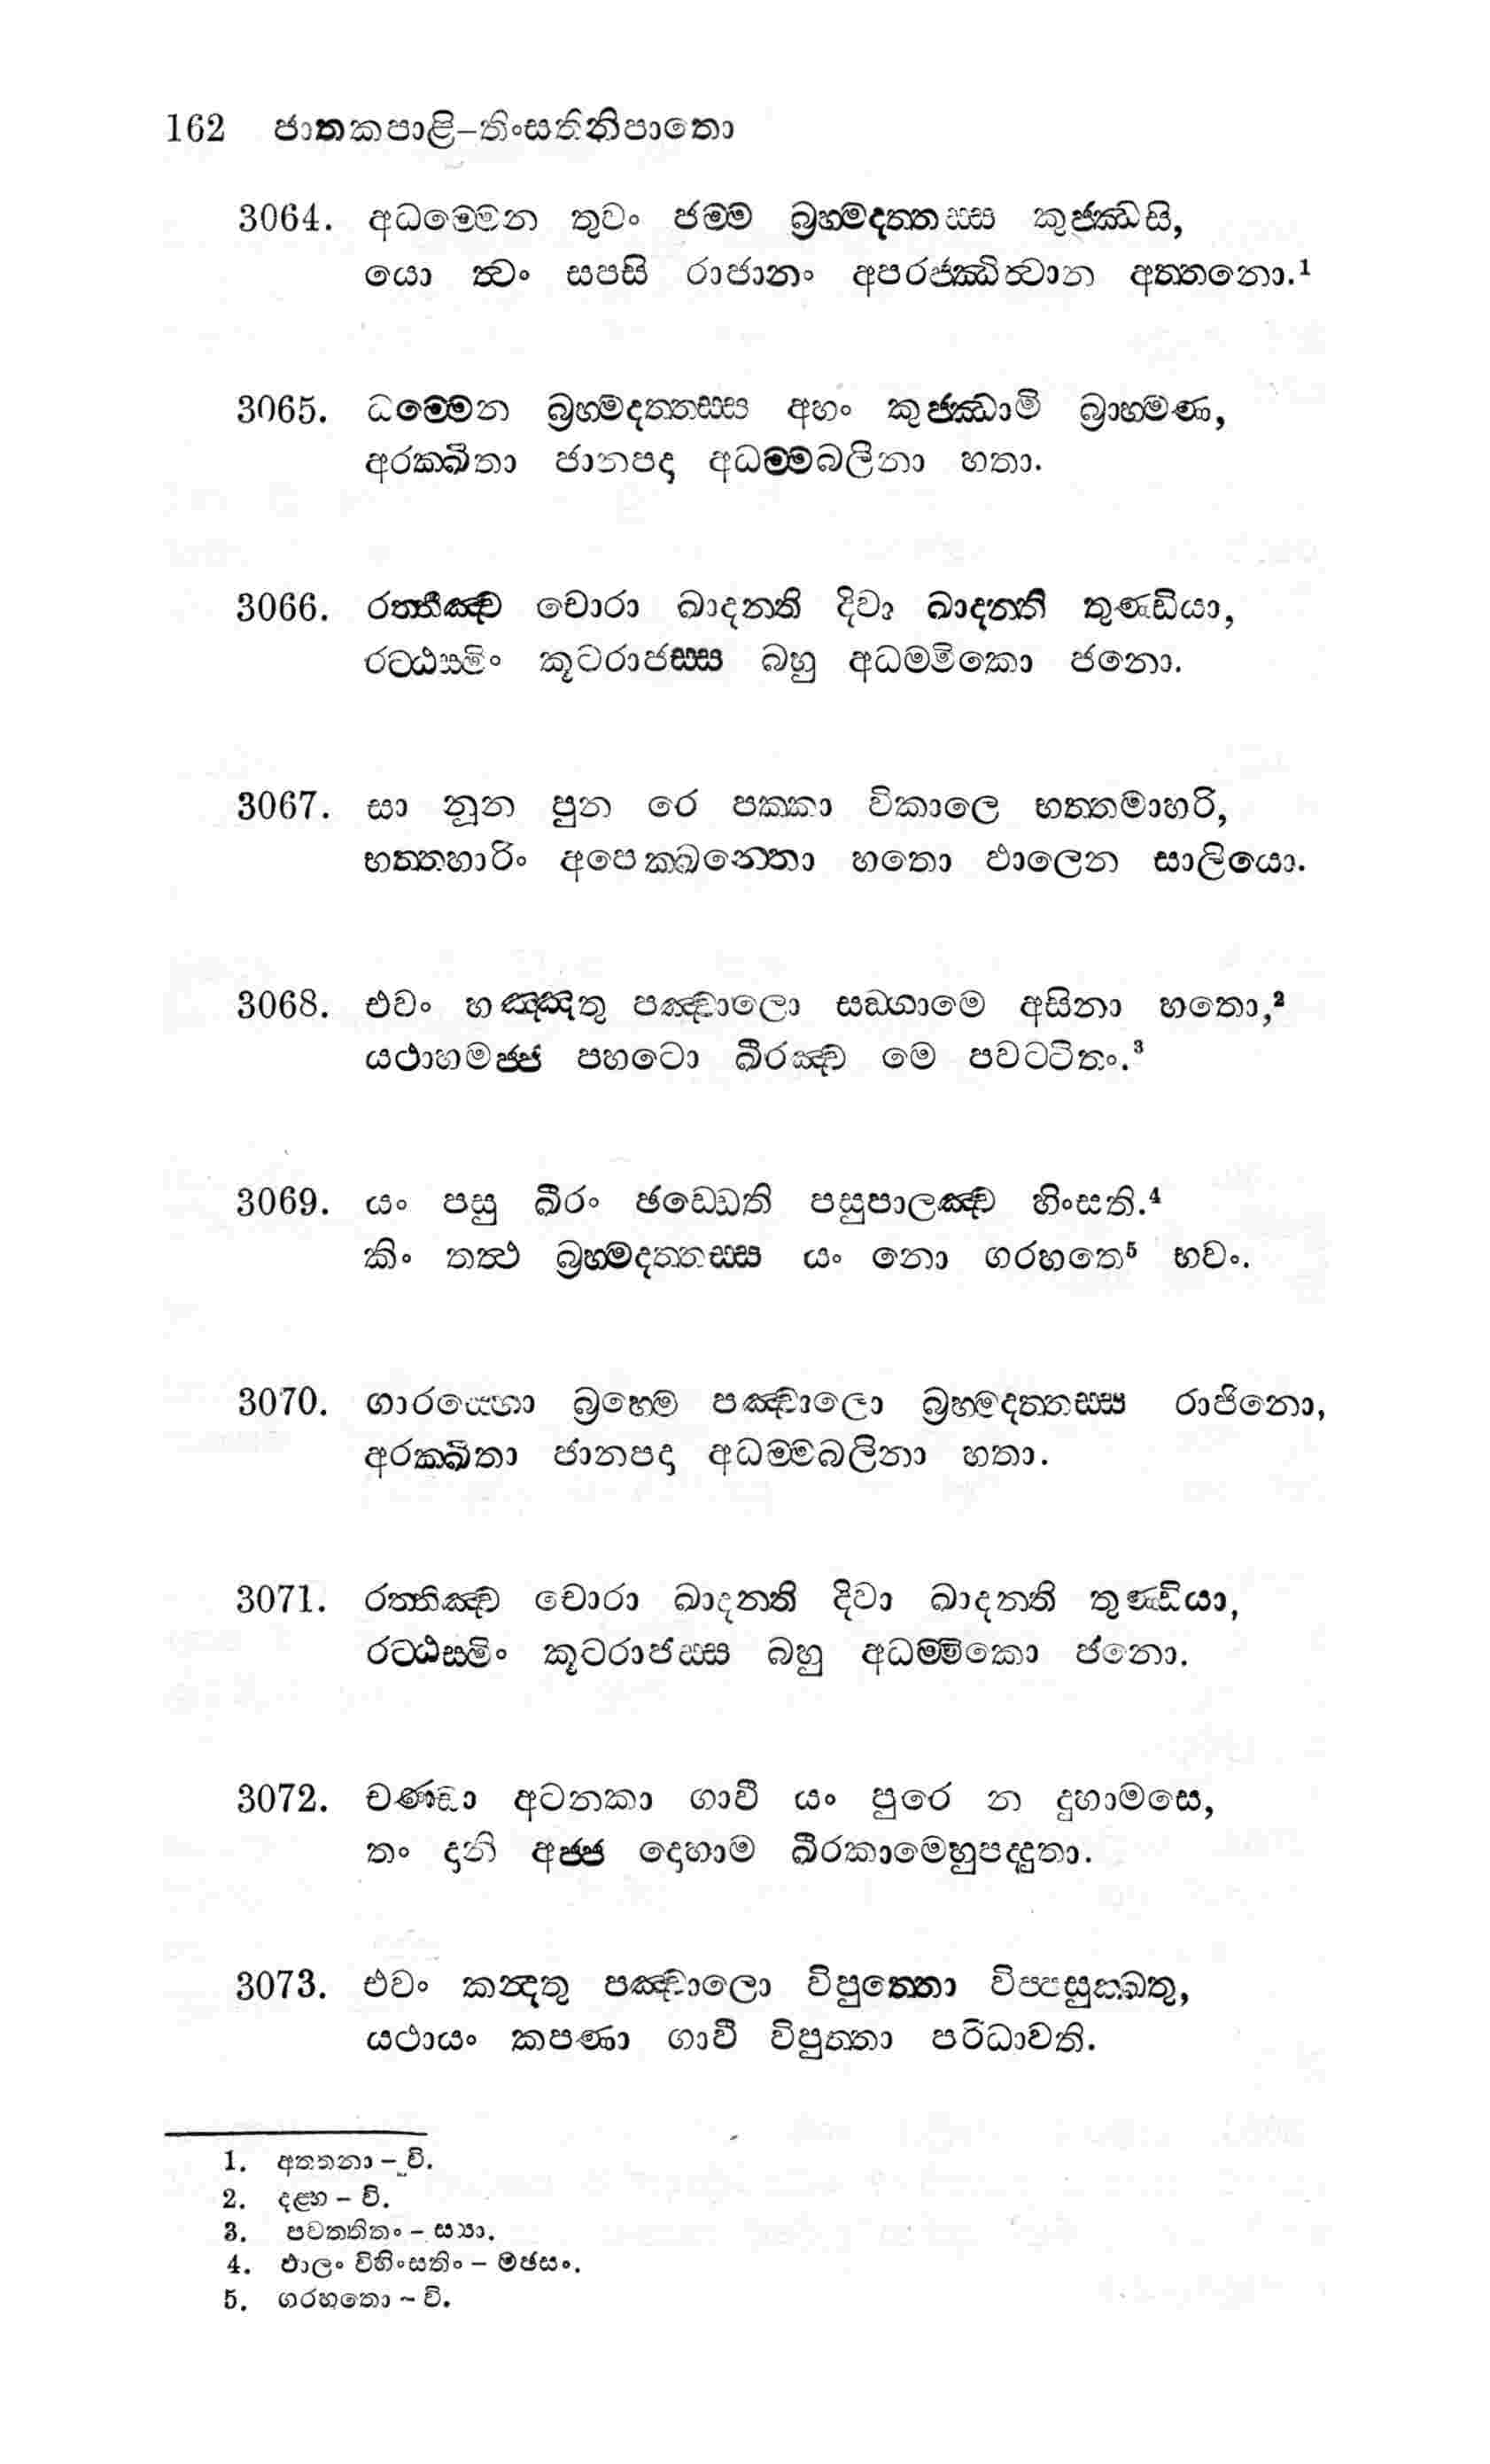 162 ජාතකපාළි–තිංසතිනිපාතො
3064. අධම්මෙන තුවං ජම්ම බ්‍රහ්මදත්තස්ස කුජ්ඣසි,
යො ත්වං සපසි රාජානං අපරජ්ඣිත්වාන අත්තනො.¹
3065. ධම්මෙන බ්‍රහ්මදත්තස්ස අහං කුජ්ඣාමි බ්‍රාහ්මණ,
අරක්ඛිතා ජානපදා අධම්මබලිනා හතා.
3066. රත්තීඤ්ච චොරා ඛාදන්ති දිවා ඛාදන්ති තුණ්ඩියා,
රට්ඨස්මිං කූටරාජස්ස බහු අධම්මිකො ජනො.
3067. සා නූන පුන රෙ පක්කා විකාලෙ භත්තමාහරි,
භත්තහාරිං අපෙක්ඛන්තො හතො ඵාලෙන සාලියො.
3068. එවං හඤ්ඤතු පඤ්චාලො සඞ්ගාමෙ අසිනා හතො,²
යථාහමජ්ජ පහටො ඛීරඤ්ච මෙ පවට්ටිතං.³
3069. යං පසු ඛීරං ඡඩ්ඩෙති පසුපාලඤ්ච හිංසති.⁴
කිං තත්ථ බ්‍රහ්මදත්තස්ස යං නො ගරහතෙ⁵ භවං.
3070. ගාරය්හො බ්‍රහ්මෙ පඤ්චාලො බ්‍රහ්මදත්තස්ස රාජිනො,
අරක්ඛිතා ජානපදා අධම්මබලිනා හතා.
3071. රත්තිඤ්ච චොරා ඛාදන්ති දිවා ඛාදන්ති තුණ්ඩියා,
රට්ඨස්මිං කූටරාජස්ස බහු අධම්මිකො ජනො.
3072. චණ්ඩා අටනකා ගාවී යං පුරෙ න දුහාමසෙ,
තං දානි අජ්ජ දොහාම ඛීරකාමෙහුපද්දුතා.
3073. එවං කන්දතු පඤ්චාලො විපුත්තො විප්පසුක්ඛතු,
යථායං කපණා ගාවී විපුත්තා පරිධාවති.
1. අත්තනා – වි.
2. දළ්හ – වි.
3. පවත්තිතං – ස්‍යා.
4. ඵාලං විහිංසතිං – මඡසං.
5. ගරහතො – වි.